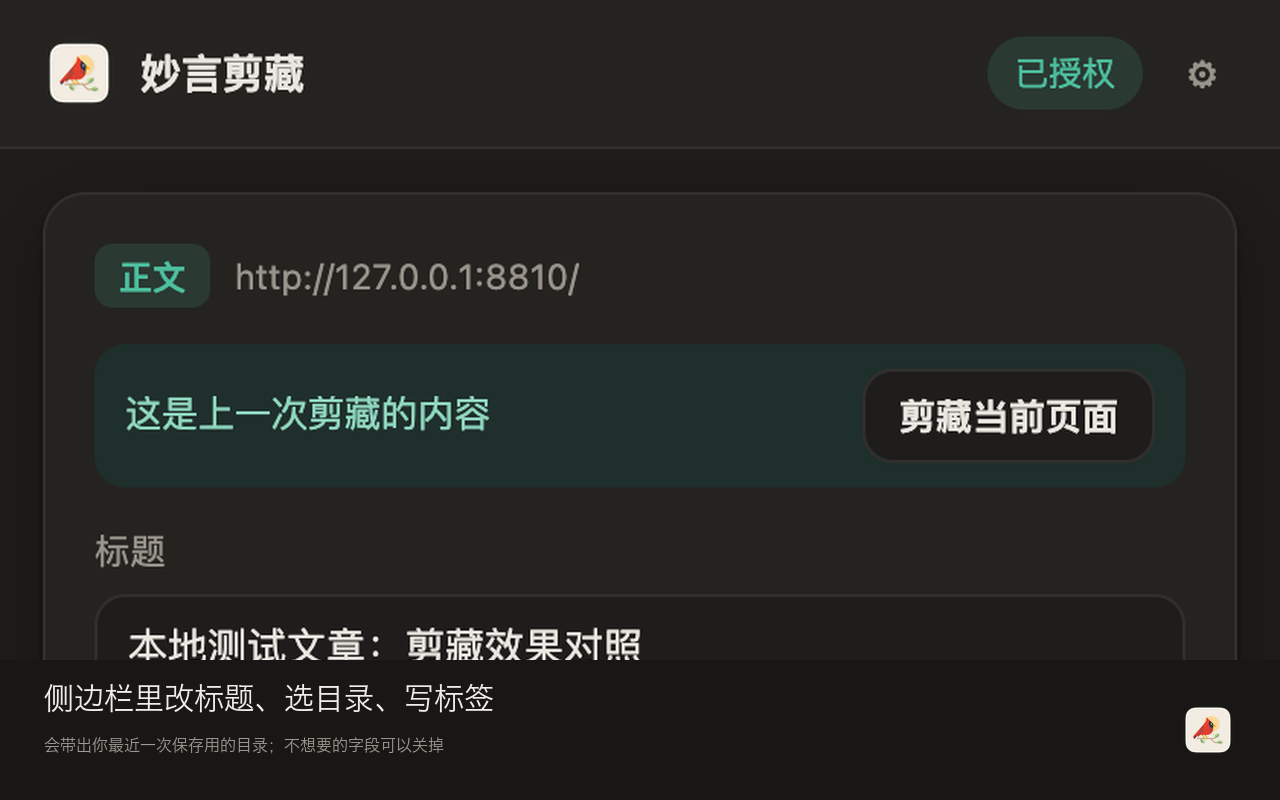 妙言剪藏
已授权
正文 http://127.0.0.1:8810/
这是上一次剪藏的内容
剪藏当前页面
标题
本地测试文章：剪藏效果对照
侧边栏里改标题、选目录、写标签
会带出你最近一次保存用的目录；不想要的字段可以关掉